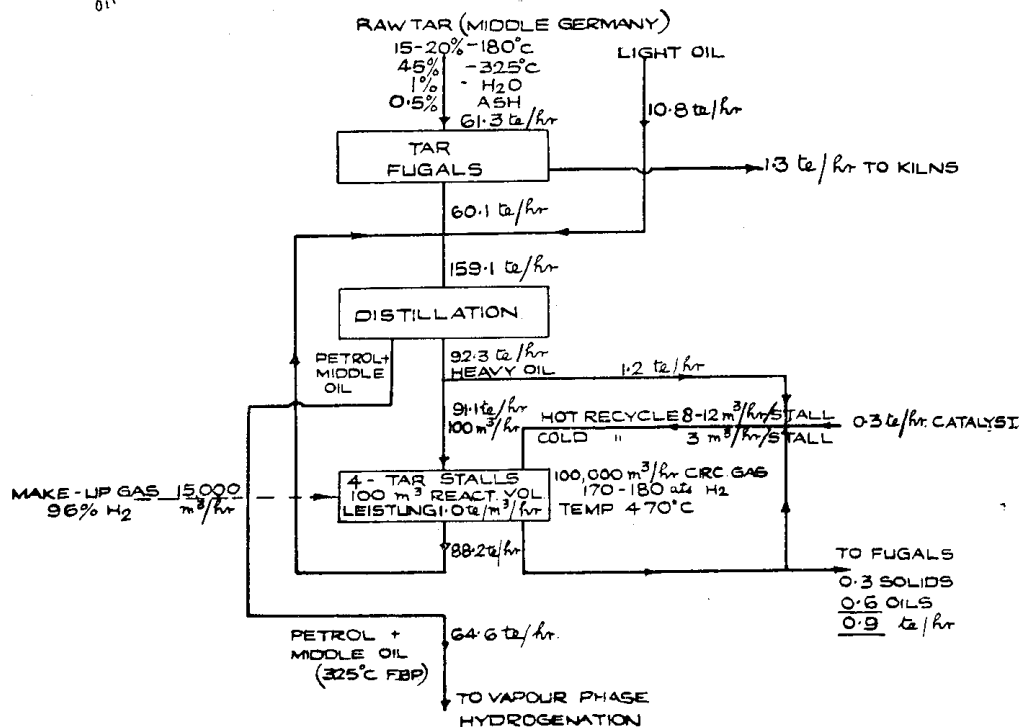 OIL
RAW TAR (MIDDLE GERMANY)
15-20% -180°C
45% -325°C
1% - H2O
0.5% ASH
61.3 te/hr
LIGHT OIL
10.8 te/hr
TAR
FUGALS
1.3 te/hr TO KILNS
60.1 te/hr
159.1 te/hr
DISTILLATION
PETROL +
MIDDLE
OIL
92.3 te/hr
HEAVY OIL
1.2 te/hr
91.1 te/hr
100 m³/hr
HOT RECYCLE 8-12 m³/hr/STALL
COLD " 3 m³/hr/STALL
0.3 te/hr. CATALYST
MAKE-UP GAS 15,000
96% H2 m³/hr
4 - TAR STALLS
100 m³ REACT. VOL.
LEISTUNG 1.0 te/m³/hr
100,000 m³/hr CIRC GAS
170-180 ats H2
TEMP 470°C
88.2 te/hr
TO FUGALS
0.3 SOLIDS
0.6 OILS
0.9 te/hr
PETROL +
MIDDLE OIL
(325°C FBP)
64.6 te/hr.
TO VAPOUR PHASE
HYDROGENATION